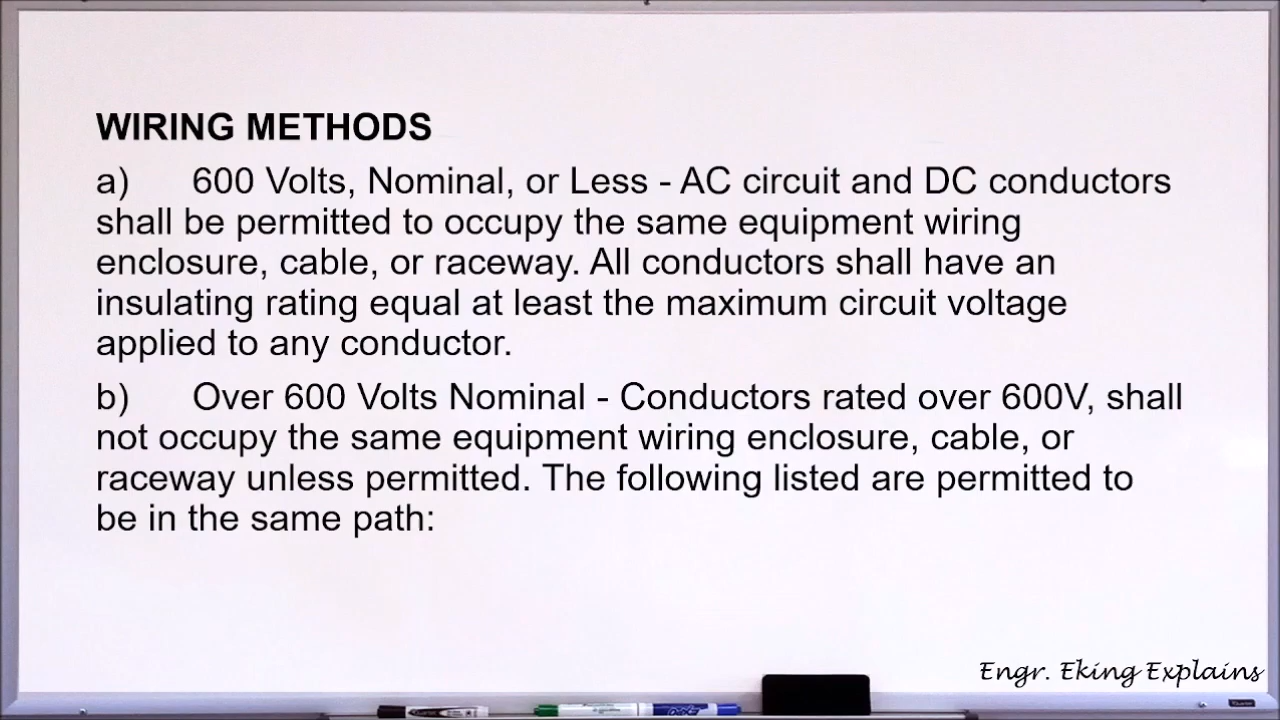 WIRING METHODS
a) 600 Volts, Nominal, or Less - AC circuit and DC conductors
shall be permitted to occupy the same equipment wiring
enclosure, cable, or raceway. All conductors shall have an
insulating rating equal at least the maximum circuit voltage
applied to any conductor.
b) Over 600 Volts Nominal - Conductors rated over 600V, shall
not occupy the same equipment wiring enclosure, cable, or
raceway unless permitted. The following listed are permitted to
be in the same path:
Engr. Eking Explains